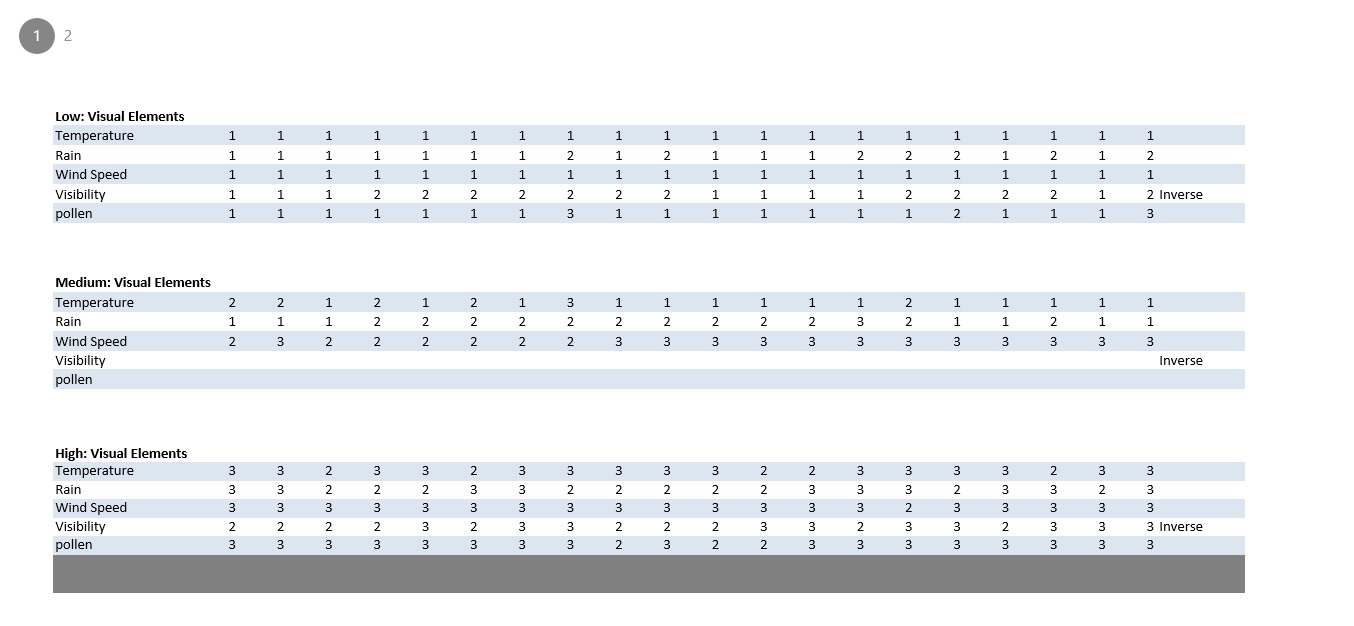 1 2
Low: Visual Elements
Temperature 1 1 1 1 1 1 1 1 1 1 1 1 1 1 1 1 1 1 1 1
Rain 1 1 1 1 1 1 1 2 1 2 1 1 1 2 2 2 1 2 1 2
Wind Speed 1 1 1 1 1 1 1 1 1 1 1 1 1 1 1 1 1 1 1 1
Visibility 1 1 1 2 2 2 2 2 2 2 1 1 1 1 2 2 2 2 1 2 Inverse
pollen 1 1 1 1 1 1 1 3 1 1 1 1 1 1 1 2 1 1 1 3
Medium: Visual Elements
Temperature 2 2 1 2 1 2 1 3 1 1 1 1 1 1 2 1 1 1 1 1
Rain 1 1 1 2 2 2 2 2 2 2 2 2 2 3 2 1 1 2 1 1
Wind Speed 2 3 2 2 2 2 2 2 3 3 3 3 3 3 3 3 3 3 3 3
Visibility Inverse
pollen
High: Visual Elements
Temperature 3 3 2 3 3 2 3 3 3 3 3 2 2 3 3 3 3 2 3 3
Rain 3 3 2 2 2 3 3 2 2 2 2 2 3 3 3 2 3 3 2 3
Wind Speed 3 3 3 3 3 3 3 3 3 3 3 3 3 3 2 3 3 3 3 3
Visibility 2 2 2 2 3 2 3 3 2 2 2 3 3 2 3 3 2 3 3 3 Inverse
pollen 3 3 3 3 3 3 3 3 2 3 2 2 3 3 3 3 3 3 3 3